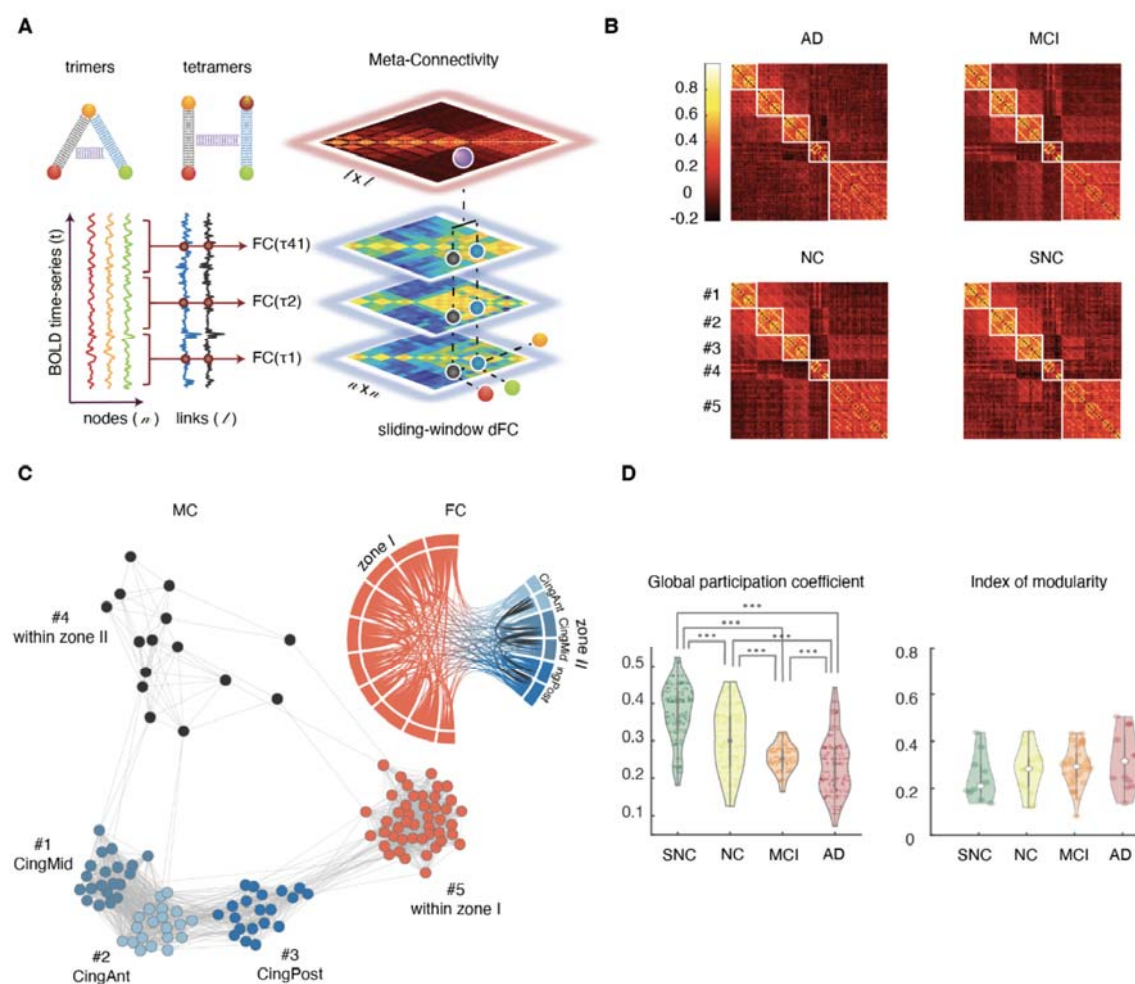 A
trimers
tetramers
Meta-Connectivity
l x l
BOLD time-series (t)
FC(τ41)
FC(τ2)
FC(τ1)
nodes (n)
links (l)
n x n
sliding-window dFC
B
AD
MCI
0.8
0.6
0.4
0.2
0
-0.2
NC
SNC
#1
#2
#3
#4
#5
C
MC
FC
zone I
CingAnt
CingMid
ingPost
zone II
#4
within zone II
#1
CingMid
#2
CingAnt
#3
CingPost
#5
within zone I
D
Global participation coefficient
Index of modularity
***
***
*** *** ***
***
0.5
0.4
0.3
0.2
0.1
SNC NC MCI AD
0.8
0.6
0.4
0.2
0
SNC NC MCI AD